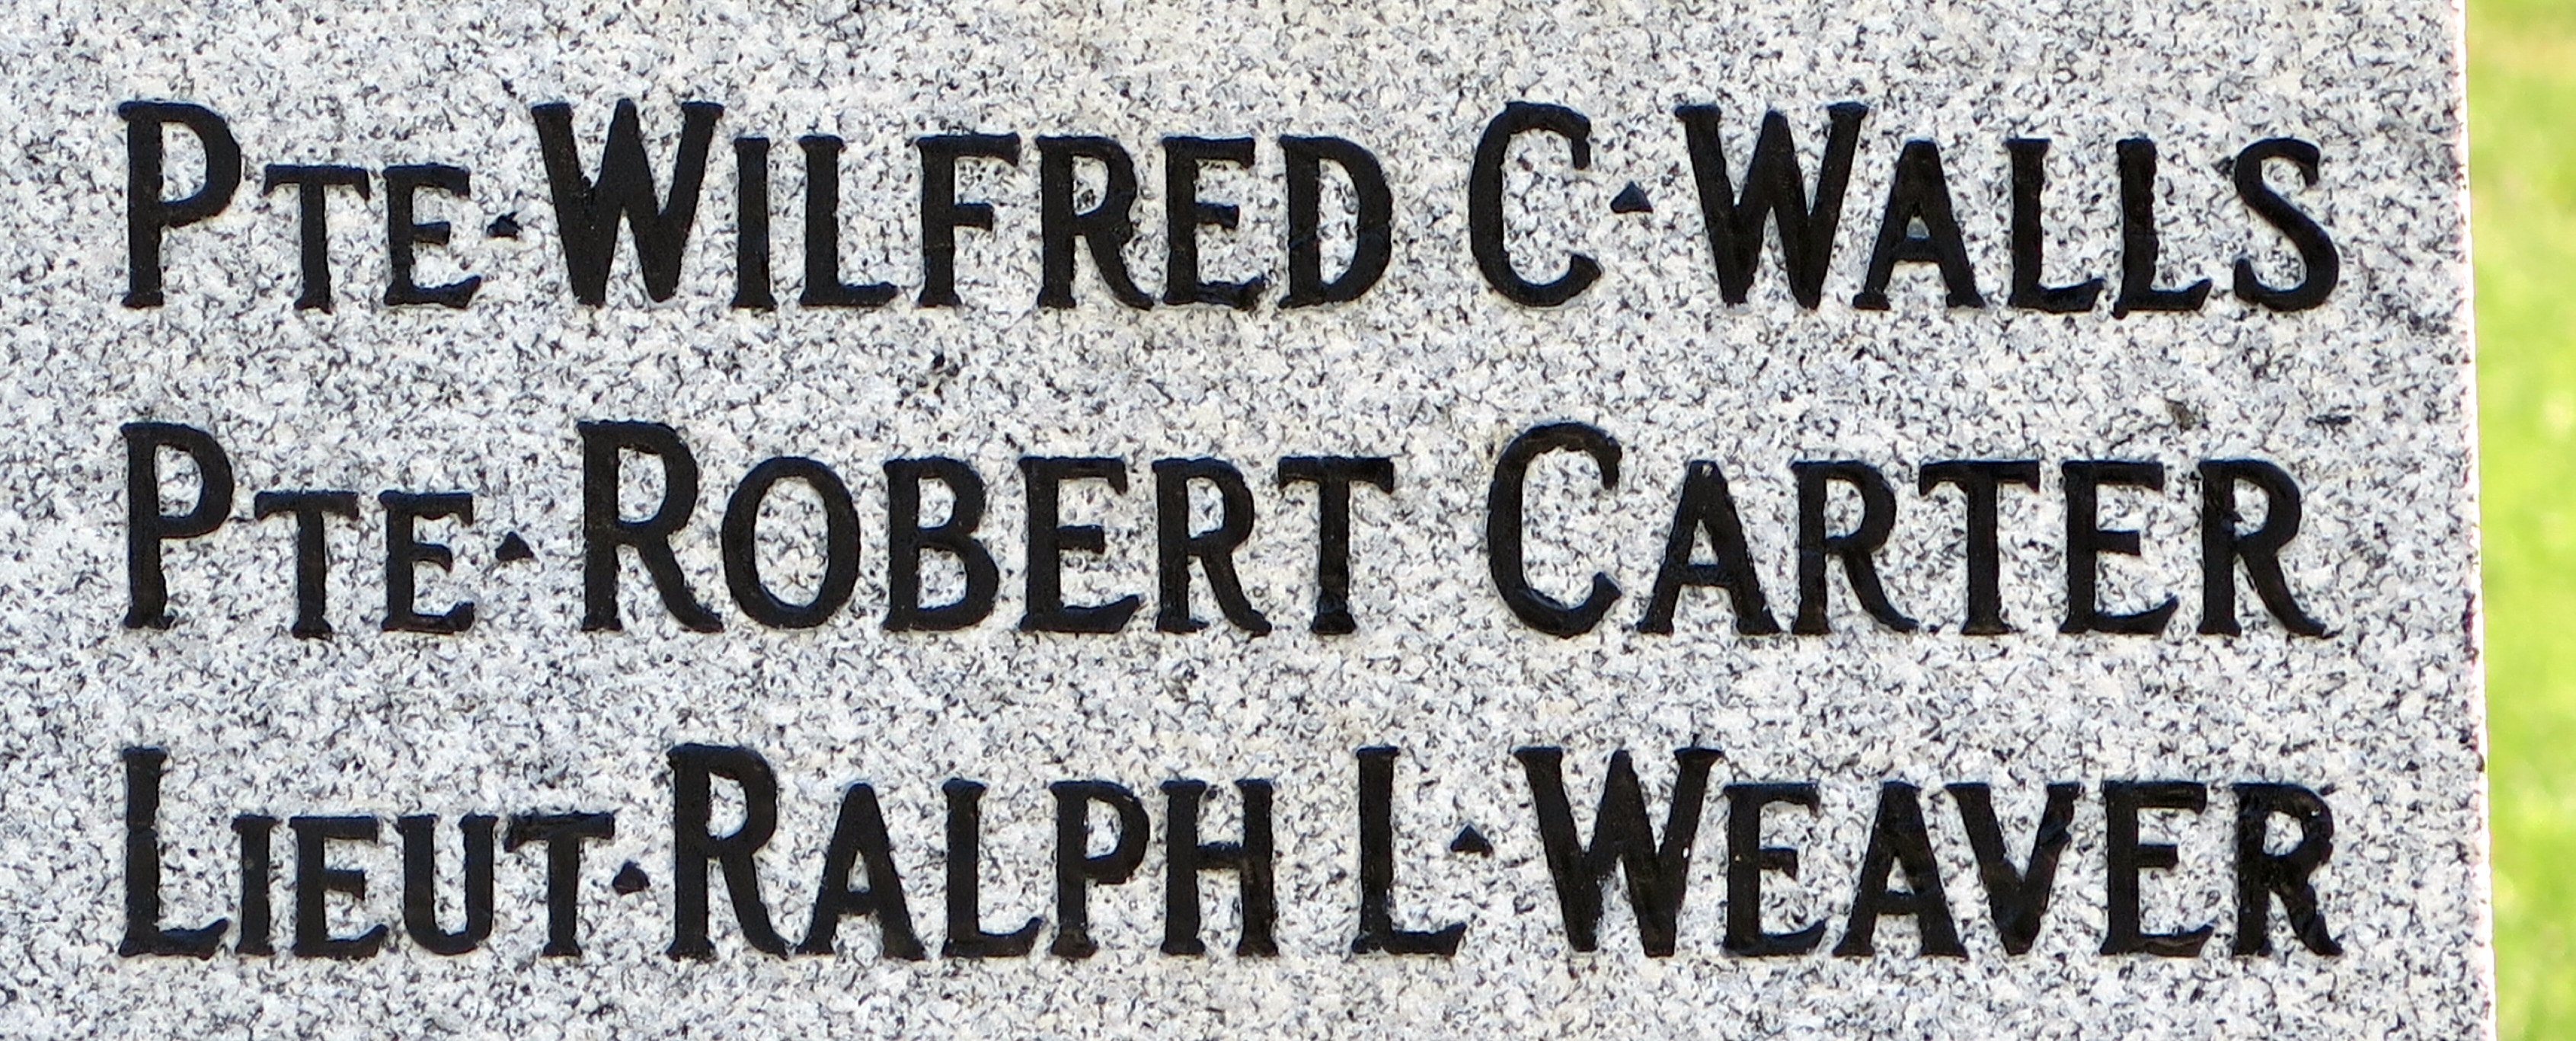 PTE· WILFRED C· WALLS
PTE· ROBERT CARTER
LIEUT· RALPH L· WEAVER